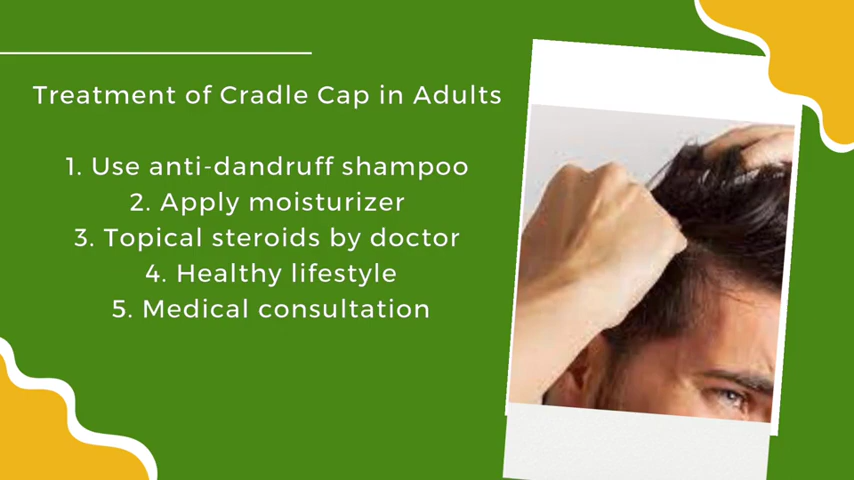 Treatment of Cradle Cap in Adults
1. Use anti-dandruff shampoo
2. Apply moisturizer
3. Topical steroids by doctor
4. Healthy lifestyle
5. Medical consultation